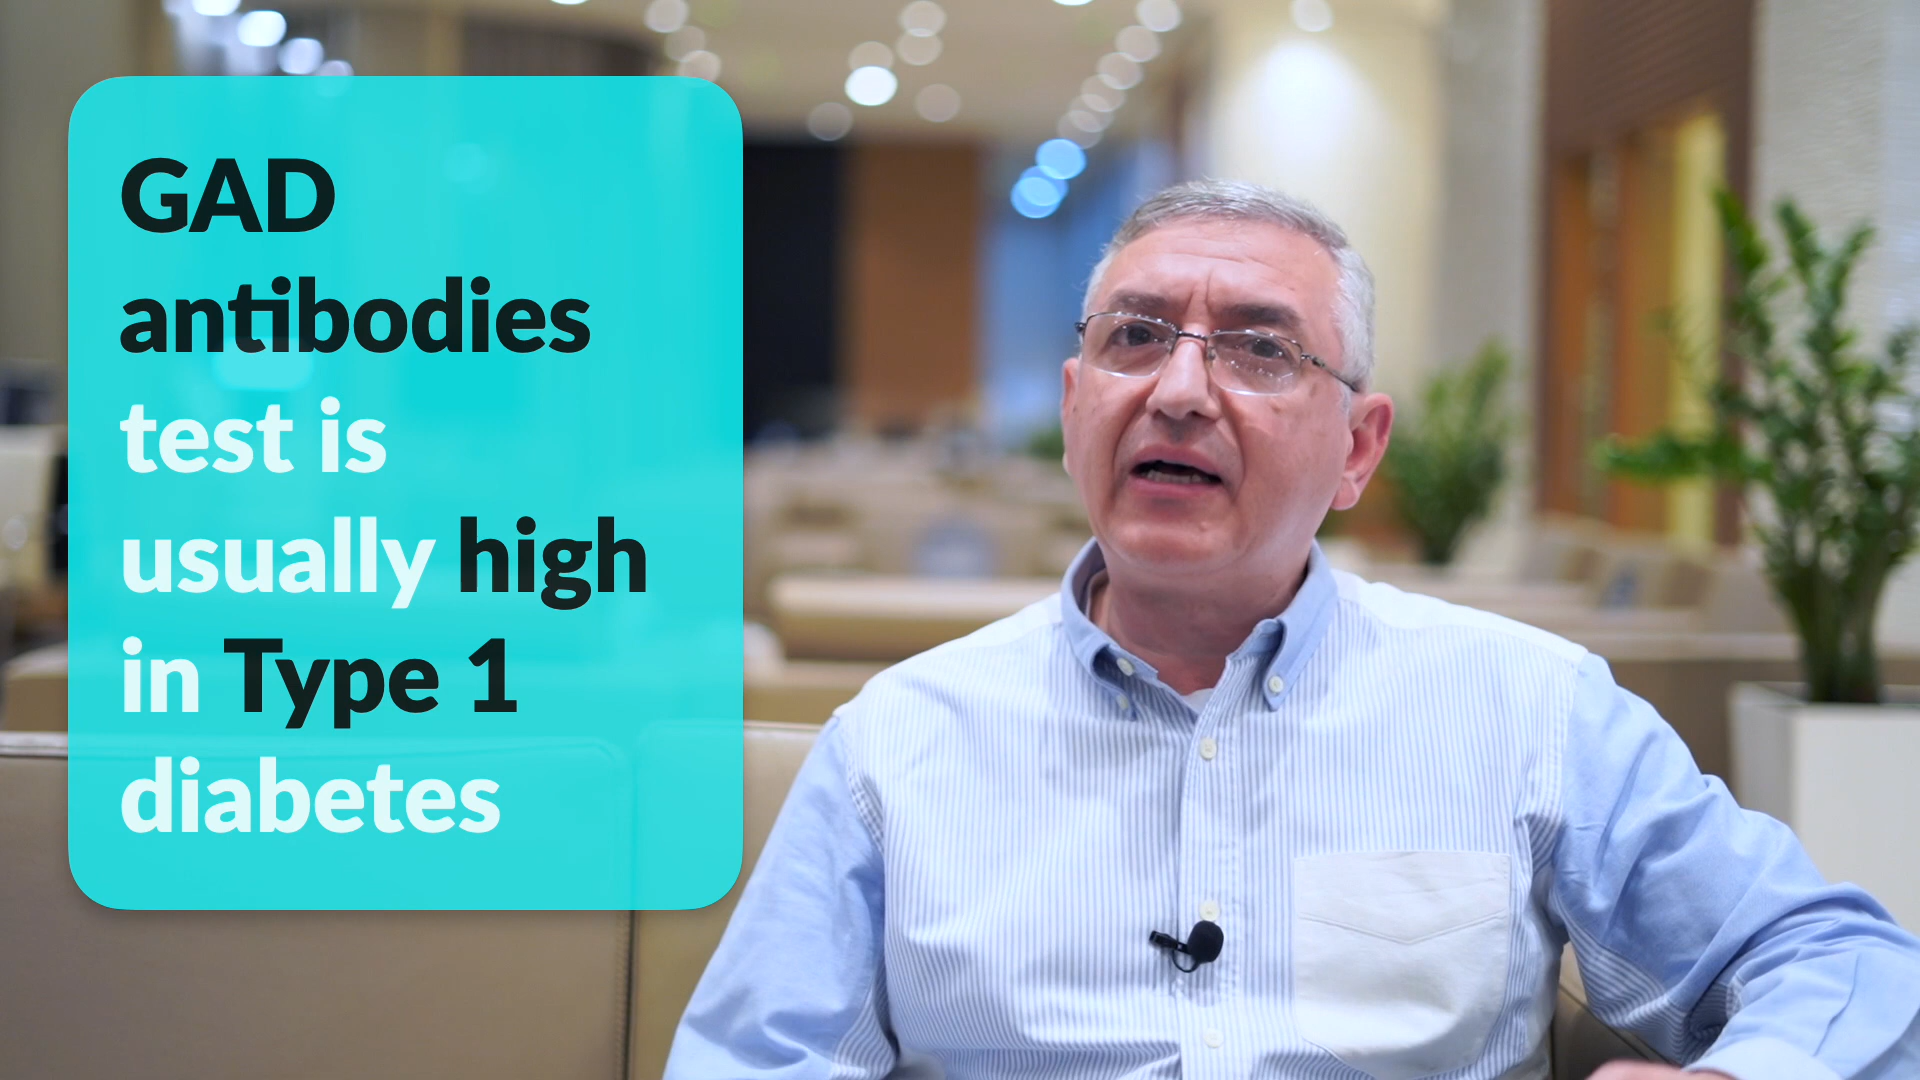 GAD
antibodies
test is
usually high
in Type 1
diabetes